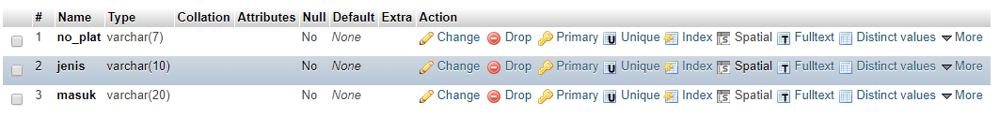 # Name Type Collation Attributes Null Default Extra Action
1 no_plat varchar(7) No None Change Drop Primary Unique Index Spatial Fulltext Distinct values More
2 jenis varchar(10) No None Change Drop Primary Unique Index Spatial Fulltext Distinct values More
3 masuk varchar(20) No None Change Drop Primary Unique Index Spatial Fulltext Distinct values More